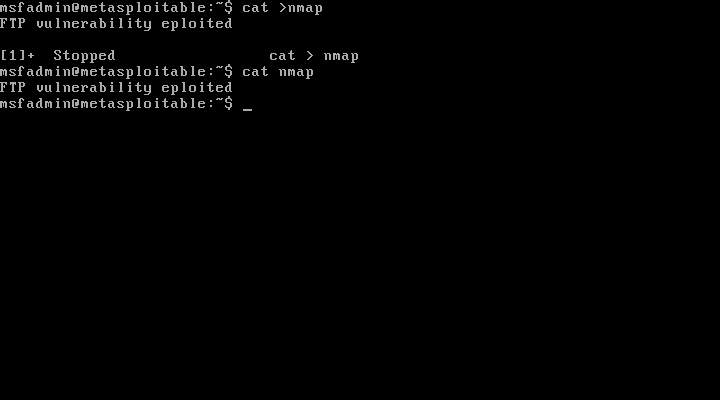 msfadmin@metasploitable:~$ cat >nmap
FTP vulnerability eploited
[1]+  Stopped                 cat > nmap
msfadmin@metasploitable:~$ cat nmap
FTP vulnerability eploited
msfadmin@metasploitable:~$ _